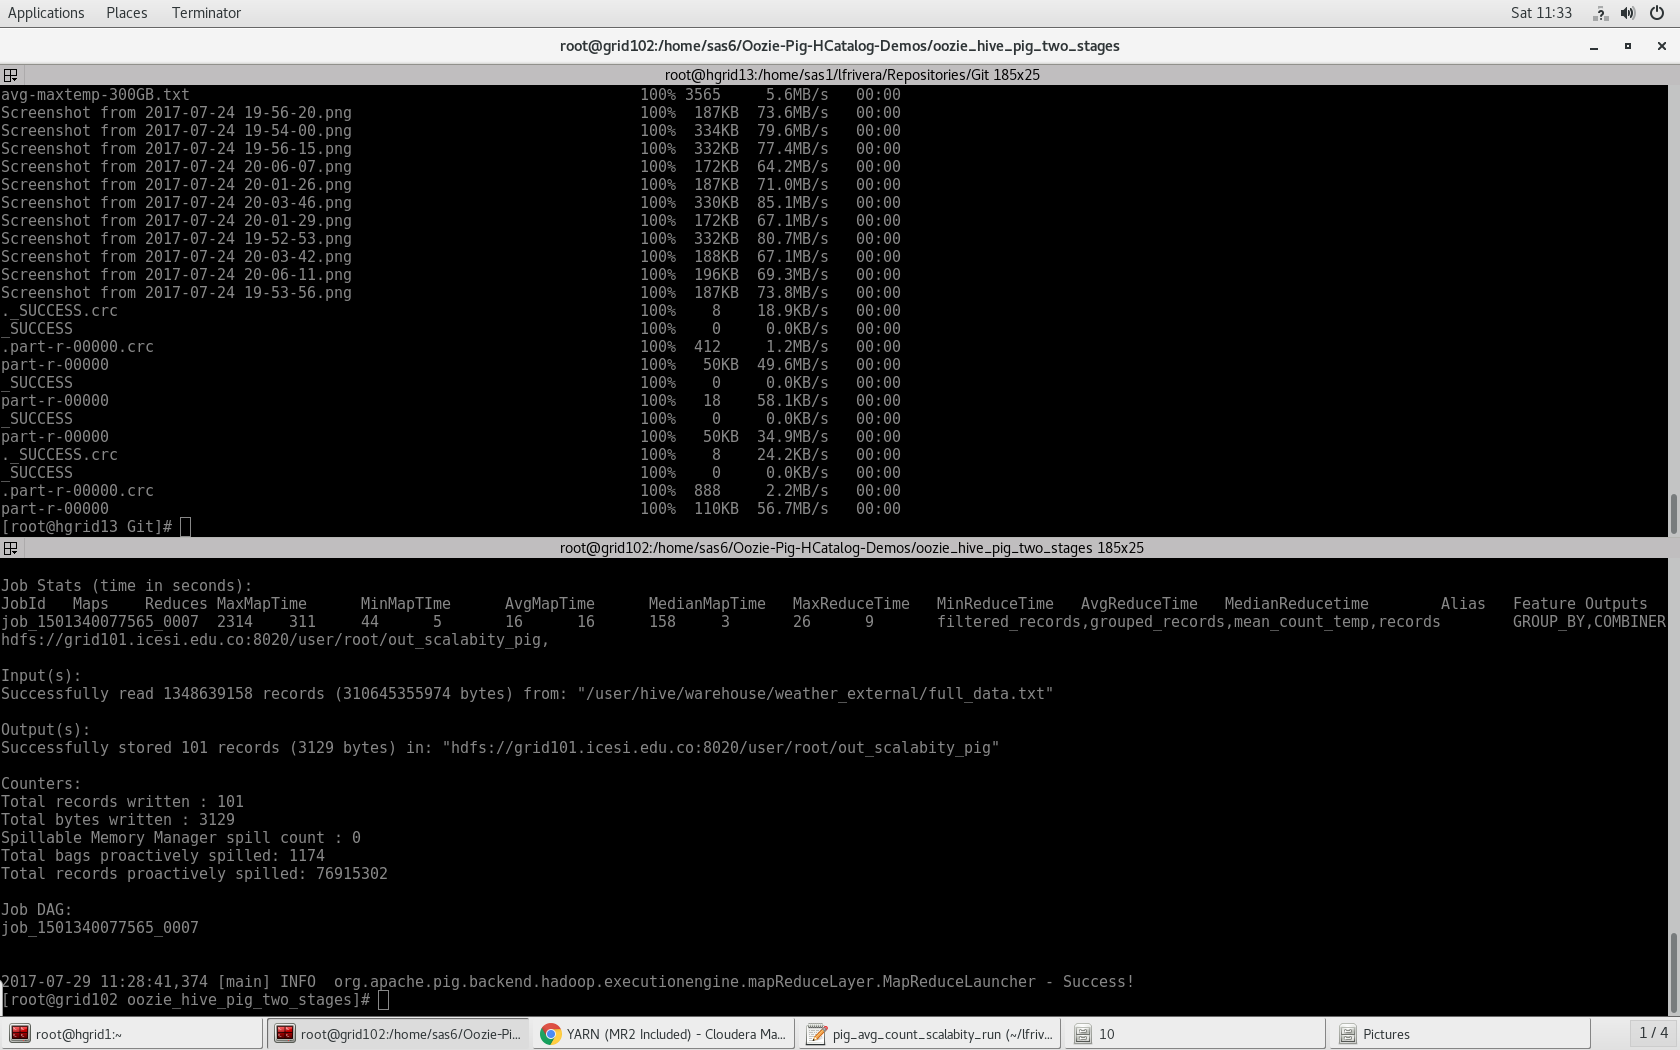 Applications Places Terminator Sat 11:33
root@grid102:/home/sas6/Oozie-Pig-HCatalog-Demos/oozie_hive_pig_two_stages
root@hgrid13:/home/sas1/lfrivera/Repositories/Git 185x25
avg-maxtemp-300GB.txt 100% 3565 5.6MB/s 00:00
Screenshot from 2017-07-24 19-56-20.png 100% 187KB 73.6MB/s 00:00
Screenshot from 2017-07-24 19-54-00.png 100% 334KB 79.6MB/s 00:00
Screenshot from 2017-07-24 19-56-15.png 100% 332KB 77.4MB/s 00:00
Screenshot from 2017-07-24 20-06-07.png 100% 172KB 64.2MB/s 00:00
Screenshot from 2017-07-24 20-01-26.png 100% 187KB 71.0MB/s 00:00
Screenshot from 2017-07-24 20-03-46.png 100% 330KB 85.1MB/s 00:00
Screenshot from 2017-07-24 20-01-29.png 100% 172KB 67.1MB/s 00:00
Screenshot from 2017-07-24 19-52-53.png 100% 332KB 80.7MB/s 00:00
Screenshot from 2017-07-24 20-03-42.png 100% 188KB 67.1MB/s 00:00
Screenshot from 2017-07-24 20-06-11.png 100% 196KB 69.3MB/s 00:00
Screenshot from 2017-07-24 19-53-56.png 100% 187KB 73.8MB/s 00:00
._SUCCESS.crc 100% 8 18.9KB/s 00:00
_SUCCESS 100% 0 0.0KB/s 00:00
.part-r-00000.crc 100% 412 1.2MB/s 00:00
part-r-00000 100% 50KB 49.6MB/s 00:00
_SUCCESS 100% 0 0.0KB/s 00:00
part-r-00000 100% 18 58.1KB/s 00:00
_SUCCESS 100% 0 0.0KB/s 00:00
part-r-00000 100% 50KB 34.9MB/s 00:00
._SUCCESS.crc 100% 8 24.2KB/s 00:00
_SUCCESS 100% 0 0.0KB/s 00:00
.part-r-00000.crc 100% 888 2.2MB/s 00:00
part-r-00000 100% 110KB 56.7MB/s 00:00
[root@hgrid13 Git]#
root@grid102:/home/sas6/Oozie-Pig-HCatalog-Demos/oozie_hive_pig_two_stages 185x25
Job Stats (time in seconds):
JobId Maps Reduces MaxMapTime MinMapTIme AvgMapTime MedianMapTime MaxReduceTime MinReduceTime AvgReduceTime MedianReducetime Alias Feature Outputs
job_1501340077565_0007 2314 311 44 5 16 16 158 3 26 9 filtered_records,grouped_records,mean_count_temp,records GROUP_BY,COMBINER
hdfs://grid101.icesi.edu.co:8020/user/root/out_scalabity_pig,
Input(s):
Successfully read 1348639158 records (310645355974 bytes) from: "/user/hive/warehouse/weather_external/full_data.txt"
Output(s):
Successfully stored 101 records (3129 bytes) in: "hdfs://grid101.icesi.edu.co:8020/user/root/out_scalabity_pig"
Counters:
Total records written : 101
Total bytes written : 3129
Spillable Memory Manager spill count : 0
Total bags proactively spilled: 1174
Total records proactively spilled: 76915302
Job DAG:
job_1501340077565_0007
2017-07-29 11:28:41,374 [main] INFO org.apache.pig.backend.hadoop.executionengine.mapReduceLayer.MapReduceLauncher - Success!
[root@grid102 oozie_hive_pig_two_stages]#
root@hgrid1:~ root@grid102:/home/sas6/Oozie-Pi... YARN (MR2 Included) - Cloudera Ma... pig_avg_count_scalabity_run (~/lfriv... 10 Pictures 1 / 4